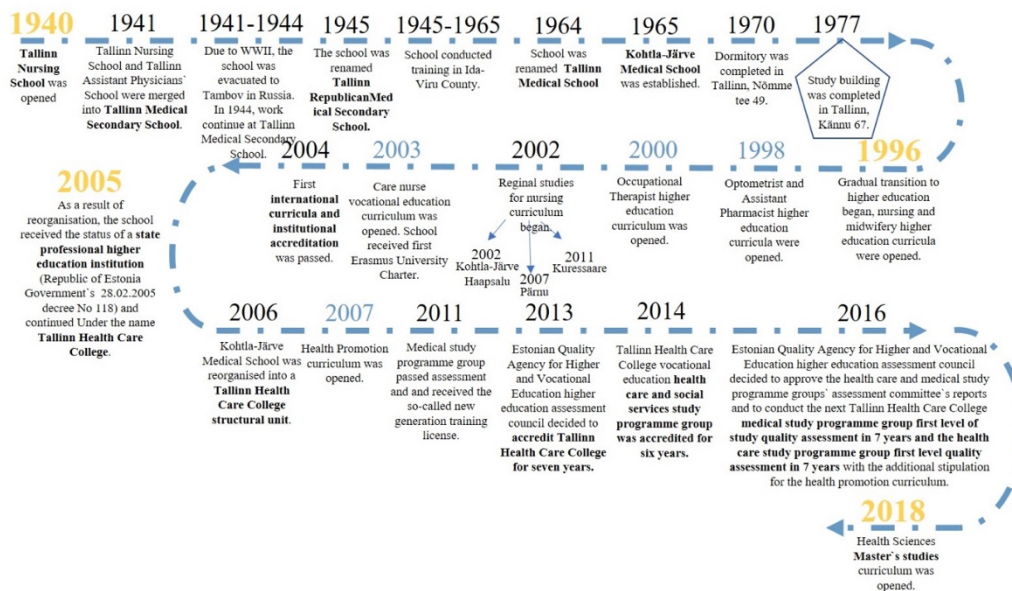 1940
Tallinn
Nursing
School was
opened
1941
Tallinn Nursing
School and Tallinn
Assistant Physicians`
School were merged
into Tallinn Medical
Secondary School.
1941-1944
Due to WWII, the
school was
evacuated to
Tambov in Russia.
In 1944, work
continue at Tallinn
Medical Secondary
School.
1945
The school was
renamed
Tallinn
RepublicanMed
ical Secondary
School.
1945-1965
School conducted
training in Ida-
Viru County.
1964
School was
renamed Tallinn
Medical School
1965
Kohtla-Järve
Medical School
was established.
1970
Dormitory was
completed in
Tallinn, Nõmme
tee 49.
1977
Study building
was completed
in Tallinn,
Kännu 67.
1996
Gradual transition to
higher education
began, nursing and
midwifery higher
education curricula
were opened.
1998
Optometrist and
Assistant
Pharmacist higher
education
curricula were
opened.
2000
Occupational
Therapist higher
education
curriculum was
opened.
2002
Reginal studies
for nursing
curriculum
began.
2002
Kohtla-Järve
Haapsalu
2007
Pärnu
2011
Kuressaare
2003
Care nurse
vocational education
curriculum was
opened. School
received first
Erasmus University
Charter.
2004
First
international
curricula and
institutional
accreditation
was passed.
2005
As a result of
reorganisation, the school
received the status of a state
professional higher
education institution
(Republic of Estonia
Government`s 28.02.2005
decree No 118) and
continued Under the name
Tallinn Health Care
College.
2006
Kohtla-Järve
Medical School was
reorganised into a
Tallinn Health
Care College
structural unit.
2007
Health Promotion
curriculum was
opened.
2011
Medical study
programme group
passed assessment
and and received the
so-called new
generation training
license.
2013
Estonian Quality
Agency for Higher
and Vocational
Education higher
education assessment
council decided to
accredit Tallinn
Health Care College
for seven years.
2014
Tallinn Health Care
College vocational
education health
care and social
services study
programme group
was accredited for
six years.
2016
Estonian Quality Agency for Higher and Vocational
Education higher education assessment council
decided to approve the health care and medical study
programme groups` assessment committee's reports
and to conduct the next Tallinn Health Care College
medical study programme group first level of
study quality assessment in 7 years and the health
care study programme group first level quality
assessment in 7 years with the additional stipulation
for the health promotion curriculum.
2018
Health Sciences
Master`s studies
curriculum was
opened.